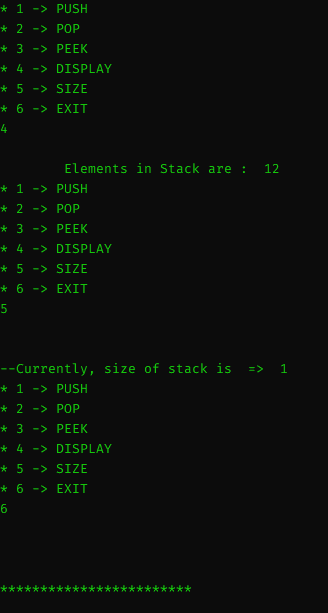 * 1 -> PUSH
* 2 -> POP
* 3 -> PEEK
* 4 -> DISPLAY
* 5 -> SIZE
* 6 -> EXIT
4
Elements in Stack are :  12
* 1 -> PUSH
* 2 -> POP
* 3 -> PEEK
* 4 -> DISPLAY
* 5 -> SIZE
* 6 -> EXIT
5
--Currently, size of stack is  =>  1
* 1 -> PUSH
* 2 -> POP
* 3 -> PEEK
* 4 -> DISPLAY
* 5 -> SIZE
* 6 -> EXIT
6
************************